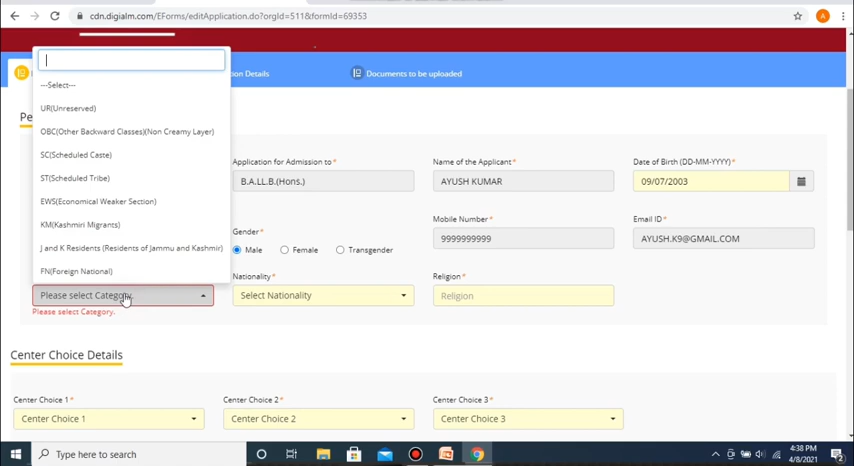 cdn.digialm.com/EForms/editApplication.do?orgId=511&formId=69353
A
tion Details
Documents to be uploaded
---Select---
UR(Unreserved)
OBC(Other Backward Classes)(Non Creamy Layer)
SC(Scheduled Caste)
ST(Scheduled Tribe)
EWS(Economical Weaker Section)
KM(Kashmiri Migrants)
J and K Residents (Residents of Jammu and Kashmir)
FN(Foreign National)
Pe
Application for Admission to*
Name of the Applicant*
Date of Birth (DD-MM-YYYY)*
B.A.LL.B.(Hons.)
AYUSH KUMAR
09/07/2003
Gender*
Mobile Number*
Email ID*
Male
Female
Transgender
9999999999
AYUSH.K9@GMAIL.COM
Nationality*
Religion*
Please select Category.
Select Nationality
Religion
Please select Category.
Center Choice Details
Center Choice 1*
Center Choice 2*
Center Choice 3*
Center Choice 1
Center Choice 2
Center Choice 3
Type here to search
4:38 PM
4/8/2021
2